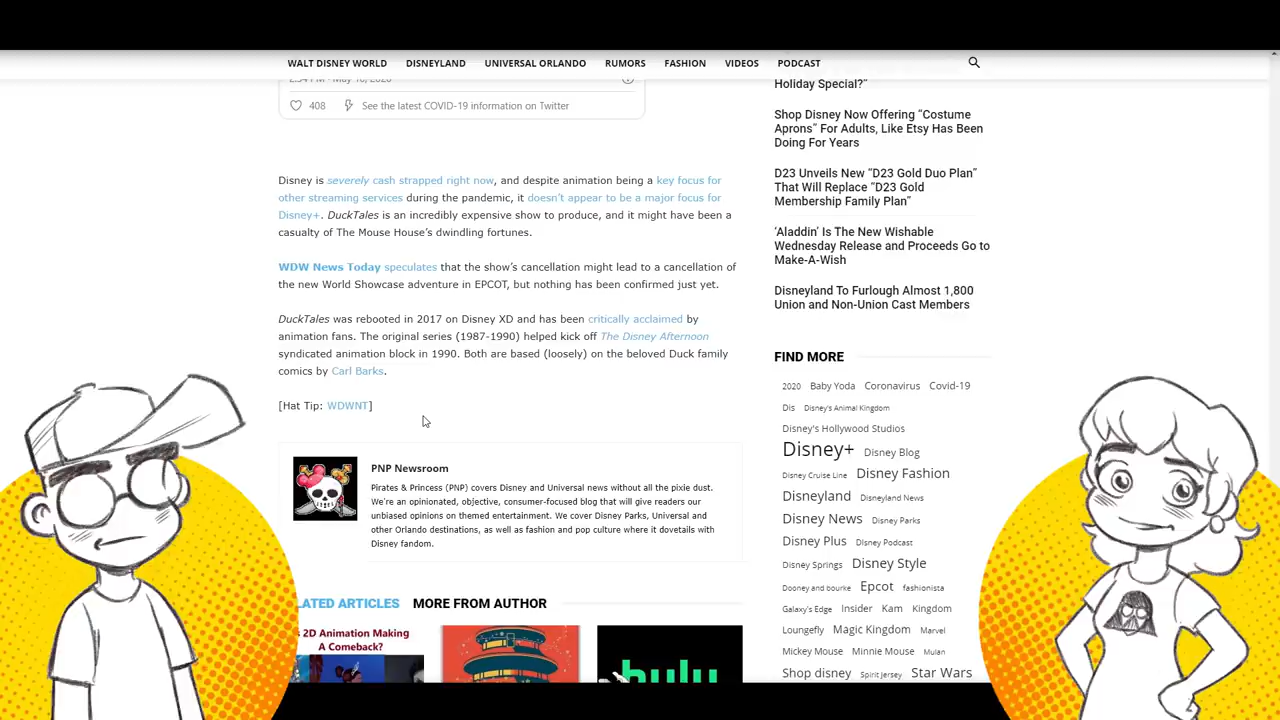 WALT DISNEY WORLD DISNEYLAND UNIVERSAL ORLANDO RUMORS FASHION VIDEOS PODCAST
408 See the latest COVID-19 information on Twitter
Disney is severely cash strapped right now, and despite animation being a key focus for
other streaming services during the pandemic, it doesn't appear to be a major focus for
Disney+. DuckTales is an incredibly expensive show to produce, and it might have been a
casualty of The Mouse House's dwindling fortunes.
WDW News Today speculates that the show's cancellation might lead to a cancellation of
the new World Showcase adventure in EPCOT, but nothing has been confirmed just yet.
DuckTales was rebooted in 2017 on Disney XD and has been critically acclaimed by
animation fans. The original series (1987-1990) helped kick off The Disney Afternoon
syndicated animation block in 1990. Both are based (loosely) on the beloved Duck family
comics by Carl Barks.
[Hat Tip: WDWNT]
PNP Newsroom
Pirates & Princess (PNP) covers Disney and Universal news without all the pixie dust.
We're an opinionated, objective, consumer-focused blog that will give readers our
unbiased opinions on themed entertainment. We cover Disney Parks, Universal and
other Orlando destinations, as well as fashion and pop culture where it dovetails with
Disney fandom.
LATED ARTICLES MORE FROM AUTHOR
2D Animation Making
A Comeback?
hulu
Holiday Special?”
Shop Disney Now Offering “Costume
Aprons” For Adults, Like Etsy Has Been
Doing For Years
D23 Unveils New “D23 Gold Duo Plan”
That Will Replace “D23 Gold
Membership Family Plan”
‘Aladdin’ Is The New Wishable
Wednesday Release and Proceeds Go to
Make-A-Wish
Disneyland To Furlough Almost 1,800
Union and Non-Union Cast Members
FIND MORE
2020 Baby Yoda Coronavirus Covid-19
Dis Disney's Animal Kingdom
Disney's Hollywood Studios
Disney+ Disney Blog
Disney Cruise Line Disney Fashion
Disneyland Disneyland News
Disney News Disney Parks
Disney Plus Disney Podcast
Disney Springs Disney Style
Dooney and bourke Epcot fashionista
Galaxy's Edge Insider Kam Kingdom
Loungefly Magic Kingdom Marvel
Mickey Mouse Minnie Mouse Mulan
Shop disney Spirit Jersey Star Wars